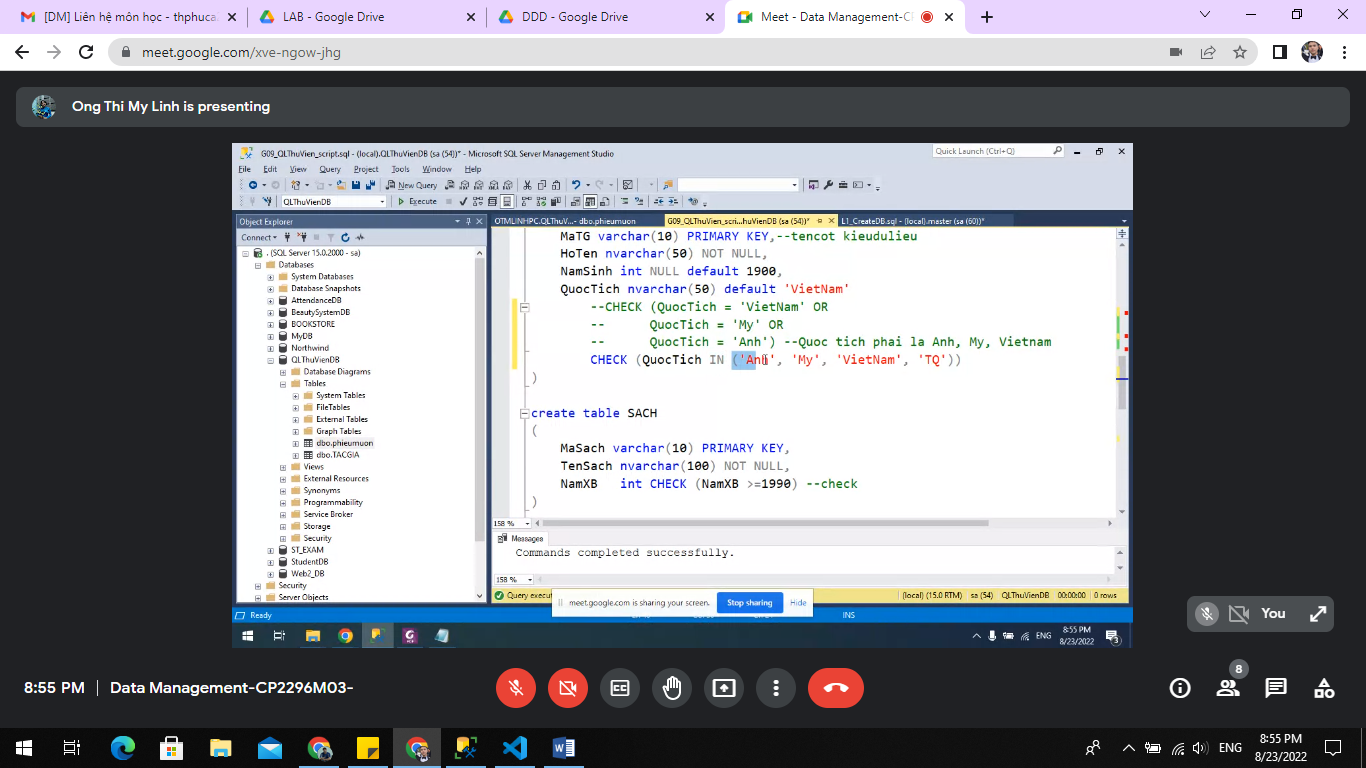 [DM] Liên hệ môn học - thphuca.
LAB - Google Drive
DDD - Google Drive
Meet - Data Management-CP
meet.google.com/xve-ngow-jhg
Ong Thi My Linh is presenting
G09_QLThuVien_script.sql - (local).QLThuVienDB (sa (54))* - Microsoft SQL Server Management Studio
Quick Launch (Ctrl+Q)
File Edit View Query Project Tools Window Help
New Query
QLThuVienDB
Execute
Object Explorer
OTMLINHPC.QLThuV...- dbo.phieumuon
G09_QLThuVien_scri...huVienDB (sa (54))*
L1_CreateDB.sql - (local).master (sa (60))*
Connect
. (SQL Server 15.0.2000 - sa)
Databases
System Databases
Database Snapshots
AttendanceDB
BeautySystemDB
BOOKSTORE
MyDB
Northwind
QLThuVienDB
Database Diagrams
Tables
System Tables
FileTables
External Tables
Graph Tables
dbo.phieumuon
dbo.TACGIA
Views
External Resources
Synonyms
Programmability
Service Broker
Storage
Security
ST_EXAM
StudentDB
Web2_DB
Security
Server Objects
MaTG varchar(10) PRIMARY KEY,--tencot kieudulieu
HoTen nvarchar(50) NOT NULL,
NamSinh int NULL default 1900,
QuocTich nvarchar(50) default 'VietNam'
--CHECK (QuocTich = 'VietNam' OR
-- QuocTich = 'My' OR
-- QuocTich = 'Anh') --Quoc tich phai la Anh, My, Vietnam
CHECK (QuocTich IN ('Anh', 'My', 'VietNam', 'TQ'))
)
create table SACH
(
MaSach varchar(10) PRIMARY KEY,
TenSach nvarchar(100) NOT NULL,
NamXB int CHECK (NamXB >=1990) --check
)
158 %
Messages
Commands completed successfully.
158 %
Query execut
(local) (15.0 RTM) sa (54) QLThuVienDB 00:00:00 0 rows
meet.google.com is sharing your screen. Stop sharing Hide
Ready
INS
ENG
8:55 PM
8/23/2022
3
You
8:55 PM | Data Management-CP2296M03-
8
ENG
8:55 PM
8/23/2022